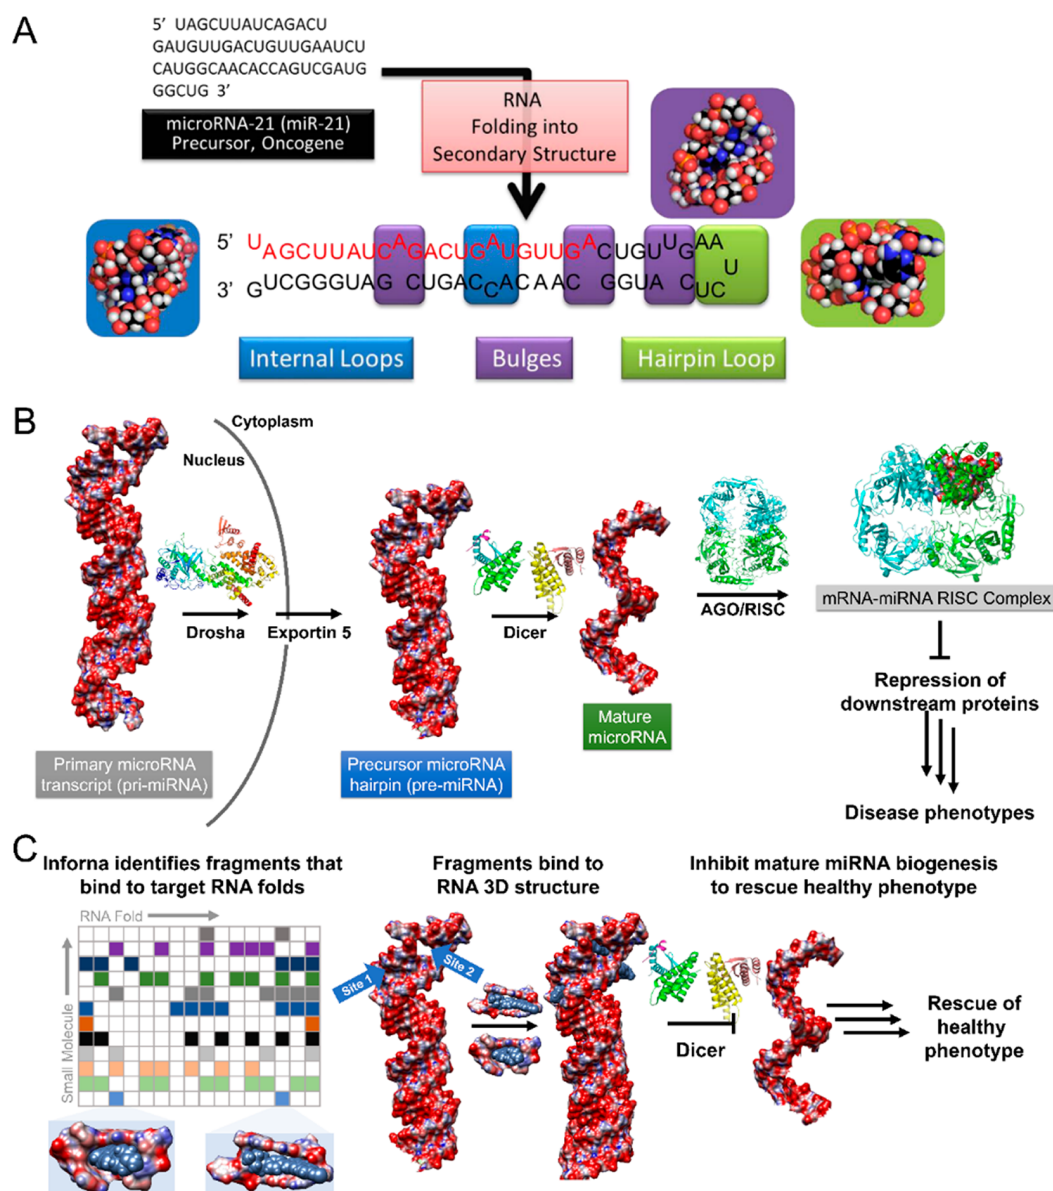 A
5' UAGCUUAUCAGACU
GAUGUUGACUGUUGAAUCU
CAUGGCAACACCAGUCGAUG
GGCUG 3'
microRNA-21 (miR-21)
Precursor, Oncogene
RNA
Folding into
Secondary Structure
5' UAGCUUAUCAGACUGAUGUUGACUGUUGAA
U
3' GUCGGGUAGCUGACCACAACGGUACUC
Internal Loops
Bulges
Hairpin Loop
B
Cytoplasm
Nucleus
Drosha
Exportin 5
Dicer
AGO/RISC
mRNA-miRNA RISC Complex
Repression of
downstream proteins
Disease phenotypes
Mature
microRNA
Primary microRNA
transcript (pri-miRNA)
Precursor microRNA
hairpin (pre-miRNA)
C
Inforna identifies fragments that
bind to target RNA folds
RNA Fold
Small Molecule
Fragments bind to
RNA 3D structure
Site 1
Site 2
Inhibit mature miRNA biogenesis
to rescue healthy phenotype
Dicer
Rescue of
healthy
phenotype